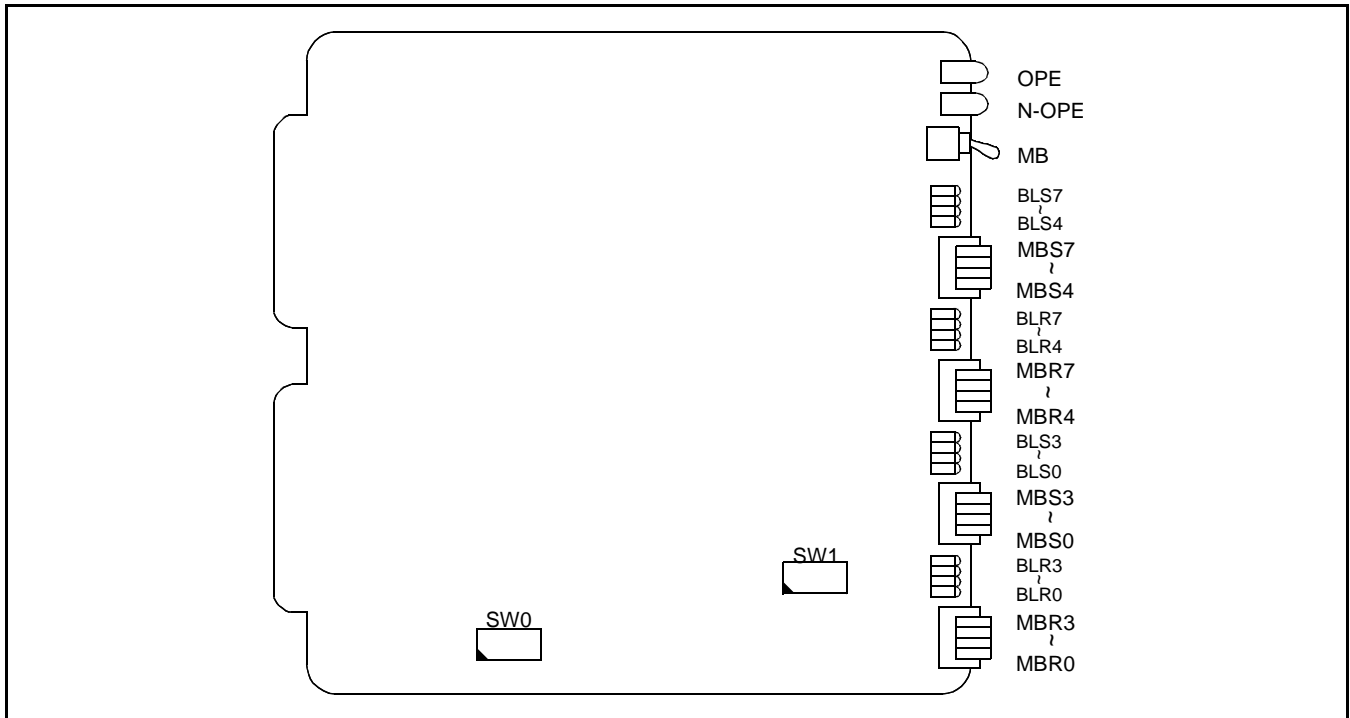 OPE
N-OPE
MB
BLS7
~
BLS4
MBS7
~
MBS4
BLR7
~
BLR4
MBR7
~
MBR4
BLS3
~
BLS0
MBS3
~
MBS0
SW1
BLR3
~
BLR0
SW0
MBR3
~
MBR0